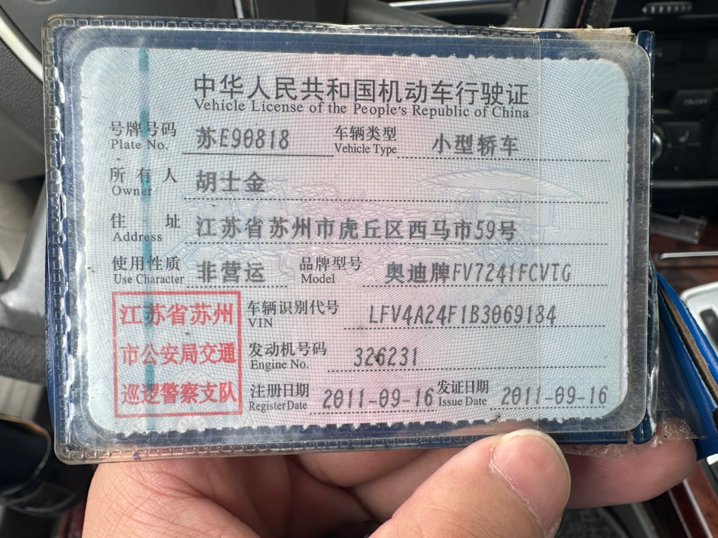 中华人民共和国机动车行驶证
Vehicle License of the People's Republic of China
号牌号码 苏E90818 车辆类型 小型轿车
Plate No. Vehicle Type
所有人 胡士金
Owner
住址 江苏省苏州市虎丘区西马市59号
Address
使用性质 非营运 品牌型号 奥迪牌FV7241FCVTG
Use Character Model
江苏省苏州
市公安局交通
巡逻警察支队
车辆识别代号 LFV4A24F1B3069184
VIN
发动机号码 326231
Engine No.
注册日期 2011-09-16 发证日期 2011-09-16
Register Date Issue Date